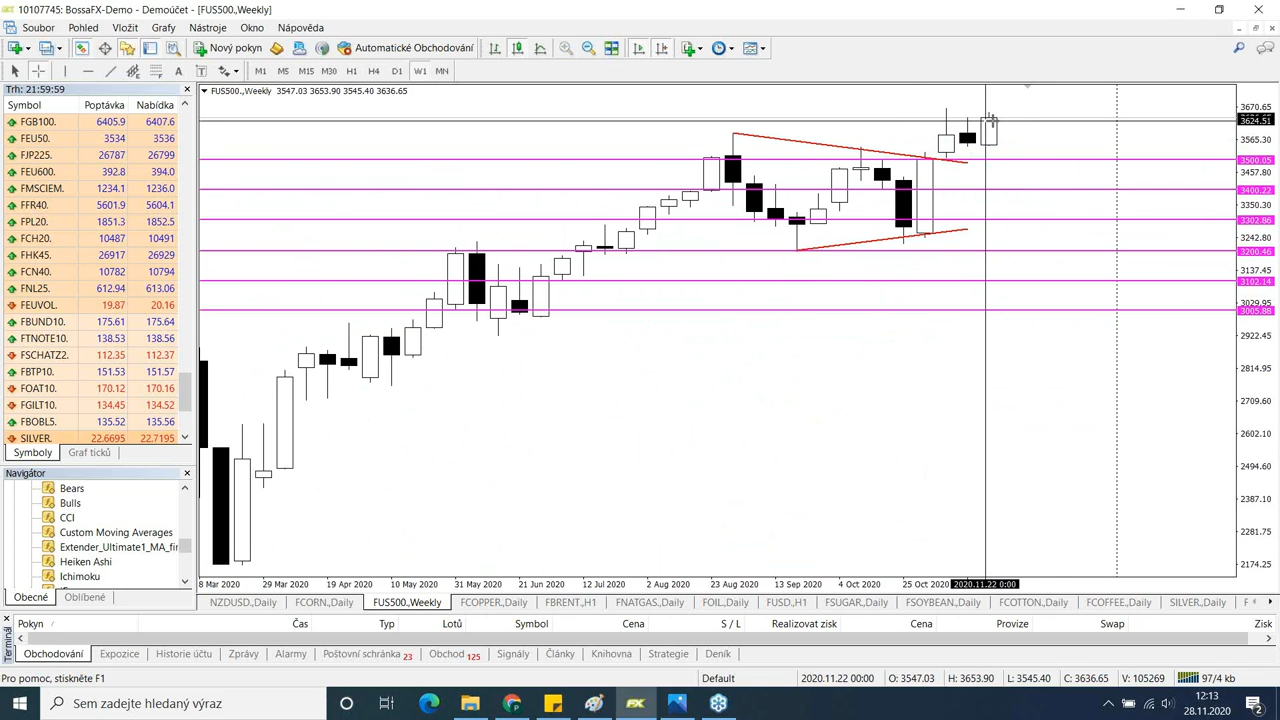 10107745: BossaFX-Demo - Demoúčet - [FUS500.,Weekly]
Soubor Pohled Vložit Grafy Nástroje Okno Nápověda
Nový pokyn Automatické Obchodování
A T M1 M5 M15 M30 H1 H4 D1 W1 MN
Trh: 21:59:59
Symbol Poptávka Nabídka
FGB100. 6405.9 6407.6
FEU50. 3534 3536
FJP225. 26787 26799
FEU600. 392.8 394.0
FMSCIEM. 1234.1 1236.0
FFR40. 5601.9 5604.1
FPL20. 1851.3 1852.5
FCH20. 10487 10491
FHK45. 26917 26929
FCN40. 10782 10794
FNL25. 612.94 613.06
FEUVOL. 19.87 20.16
FBUND10. 175.61 175.64
FTNOTE10. 138.53 138.56
FSCHATZ2. 112.35 112.37
FBTP10. 151.53 151.57
FOAT10. 170.12 170.16
FGILT10. 134.45 134.52
FBOBL5. 135.52 135.56
SILVER. 22.6695 22.7195
Symboly Graf ticků
Navigátor
Bears
Bulls
CCI
Custom Moving Averages
Extender_Ultimate1_MA_fir
Heiken Ashi
Ichimoku
Obecné Oblíbené
FUS500.,Weekly 3547.03 3653.90 3545.40 3636.65
3670.65
3624.51
3565.30
3500.05
3457.80
3400.22
3350.30
3302.86
3242.80
3200.46
3137.45
3102.14
3029.95
3005.88
2922.45
2814.95
2709.60
2602.10
2494.60
2387.10
2281.75
2174.25
8 Mar 2020 29 Mar 2020 19 Apr 2020 10 May 2020 31 May 2020 21 Jun 2020 12 Jul 2020 2 Aug 2020 23 Aug 2020 13 Sep 2020 4 Oct 2020 25 Oct 2020 2020.11.22 0:00
NZDUSD.,Daily FCORN.,Daily FUS500.,Weekly FCOPPER.,Daily FBRENT.,H1 FNATGAS.,Daily FOIL.,Daily FUSD.,H1 FSUGAR.,Daily FSOYBEAN.,Daily FCOTTON.,Daily FCOFFEE.,Daily SILVER.,Daily F
Pokyn Čas Typ Lotů Symbol Cena S / L Realizovat zisk Cena Provize Swap Zisk
Terminál
Obchodování Expozice Historie účtu Zprávy Alarmy Poštovní schránka 23 Obchod 125 Signály Články Knihovna Strategie Deník
Pro pomoc, stiskněte F1 Default 2020.11.22 00:00 O: 3547.03 H: 3653.90 L: 3545.40 C: 3636.65 V: 105269 97/4 kb
Sem zadejte hledaný výraz FX 12:13
28.11.2020 2